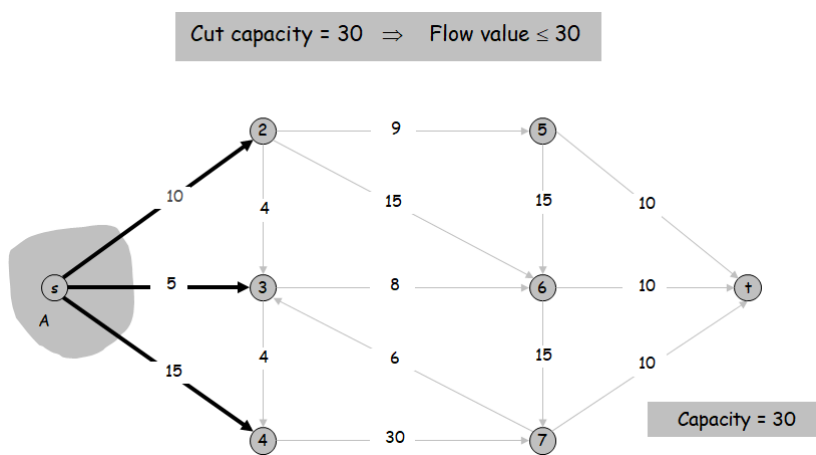 Cut capacity = 30 ⇒ Flow value ≤ 30
2 9 5
10 4 15 15 10
s 5 3 8 6 10 t
A
15 4 6 15 10
4 30 7
Capacity = 30